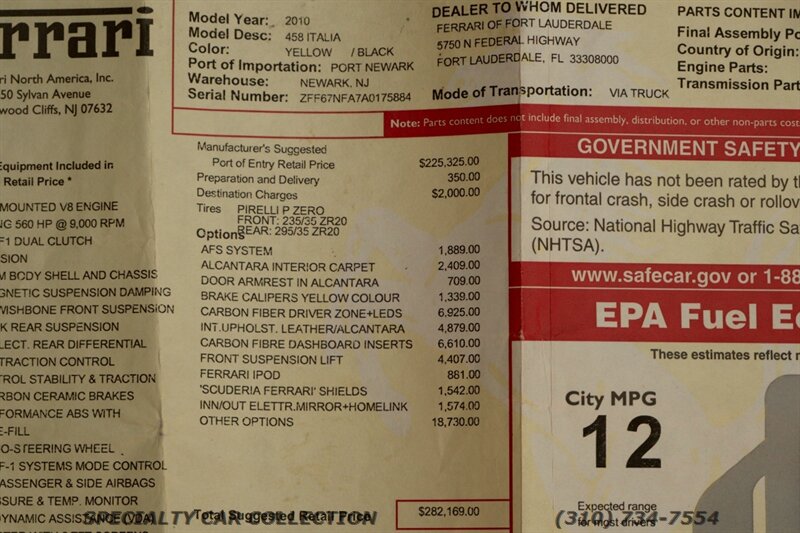 rrari
ri North America, Inc.
50 Sylvan Avenue
wood Cliffs, NJ 07632
Equipment Included in
Retail Price *
MOUNTED V8 ENGINE
NG 560 HP @ 9,000 RPM
F1 DUAL CLUTCH
SION
M BODY SHELL AND CHASSIS
GNETIC SUSPENSION DAMPING
WISHBONE FRONT SUSPENSION
K REAR SUSPENSION
LECT. REAR DIFFERENTIAL
TRACTION CONTROL
TROL STABILITY & TRACTION
RBON CERAMIC BRAKES
FORMANCE ABS WITH
E-FILL
O-STEERING WHEEL
F-1 SYSTEMS MODE CONTROL
PASSENGER & SIDE AIRBAGS
SSURE & TEMP. MONITOR
DYNAMIC ASSISTANCE (VDA)
Model Year: 2010
Model Desc: 458 ITALIA
Color: YELLOW / BLACK
Port of Importation: PORT NEWARK
Warehouse: NEWARK, NJ
Serial Number: ZFF67NFA7A0175884
DEALER TO WHOM DELIVERED
FERRARI OF FORT LAUDERDALE
5750 N FEDERAL HIGHWAY
FORT LAUDERDALE, FL 33308000
Mode of Transportation: VIA TRUCK
PARTS CONTENT IM
Final Assembly Po
Country of Origin:
Engine Parts:
Transmission Part
Note: Parts content does not include final assembly, distribution, or other non-parts cost
Manufacturer's Suggested
Port of Entry Retail Price $225,325.00
Preparation and Delivery 350.00
Destination Charges $2,000.00
Tires PIRELLI P ZERO
FRONT: 235/35 ZR20
REAR: 295/35 ZR20
Options
AFS SYSTEM 1,889.00
ALCANTARA INTERIOR CARPET 2,409.00
DOOR ARMREST IN ALCANTARA 709.00
BRAKE CALIPERS YELLOW COLOUR 1,339.00
CARBON FIBER DRIVER ZONE+LEDS 6,925.00
INT.UPHOLST. LEATHER/ALCANTARA 4,879.00
CARBON FIBRE DASHBOARD INSERTS 6,610.00
FRONT SUSPENSION LIFT 4,407.00
FERRARI IPOD 881.00
'SCUDERIA FERRARI' SHIELDS 1,542.00
INN/OUT ELETTR.MIRROR+HOMELINK 1,574.00
OTHER OPTIONS 18,730.00
Total Suggested Retail Price $282,169.00
GOVERNMENT SAFETY
This vehicle has not been rated by th
for frontal crash, side crash or rollov
Source: National Highway Traffic Sa
(NHTSA).
www.safecar.gov or 1-88
EPA Fuel Ec
These estimates reflect n
City MPG
12
Expected range
for most drivers
SPECIALTY CAR COLLECTION (310) 734-7554